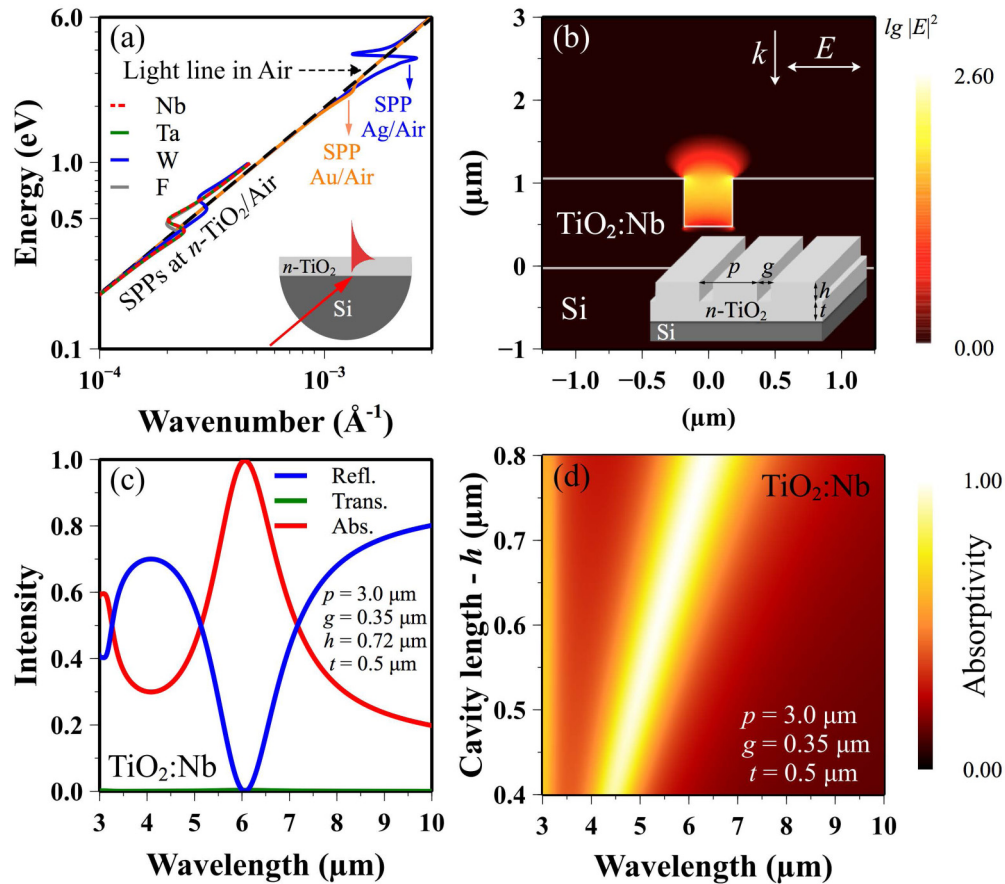 (a)
6.0
1.0
0.5
0.1
Energy (eV)
Light line in Air
Nb
Ta
W
F
SPP
Ag/Air
SPP
Au/Air
SPPs at n-TiO₂/Air
n-TiO₂
Si
10⁻⁴
10⁻³
Wavenumber (Å⁻¹)
(b)
3
2
1
0
−1
(μm)
k
E
TiO₂:Nb
Si
p
g
h
t
n-TiO₂
Si
−1.0
−0.5
0.0
0.5
1.0
(μm)
lg |E|²
2.60
0.00
(c)
1.0
0.8
0.6
0.4
0.2
0.0
Intensity
Refl.
Trans.
Abs.
p = 3.0 μm
g = 0.35 μm
h = 0.72 μm
t = 0.5 μm
TiO₂:Nb
3 4 5 6 7 8 9 10
Wavelength (μm)
(d)
TiO₂:Nb
0.8
0.7
0.6
0.5
0.4
Cavity length - h (μm)
p = 3.0 μm
g = 0.35 μm
t = 0.5 μm
3 4 5 6 7 8 9 10
Wavelength (μm)
1.00
0.00
Absorptivity